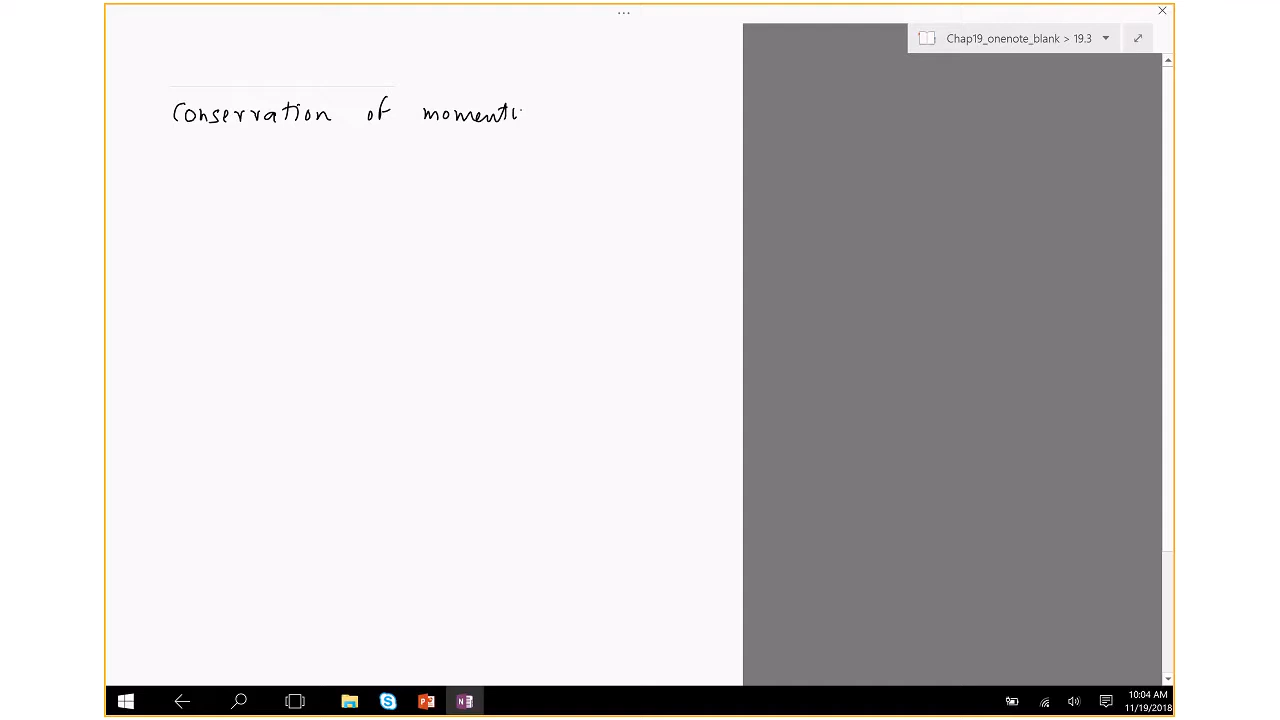 Chap19_onenote_blank > 19.3
Conservation of momentu
10:04 AM
11/19/2018